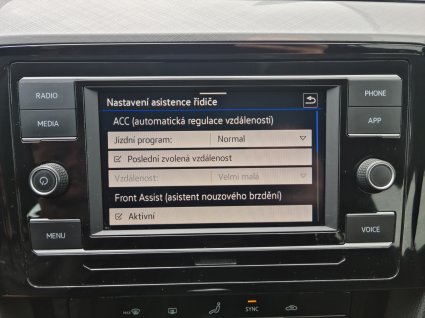 RADIO
MEDIA
MENU
Nastavení asistence řidiče
ACC (automatická regulace vzdálenosti)
Jízdní program: Normal
Poslední zvolená vzdálenost
Vzdálenost: Velmi malá
Front Assist (asistent nouzového brzdění)
Aktivní
PHONE
APP
VOICE
MAX
SYNC